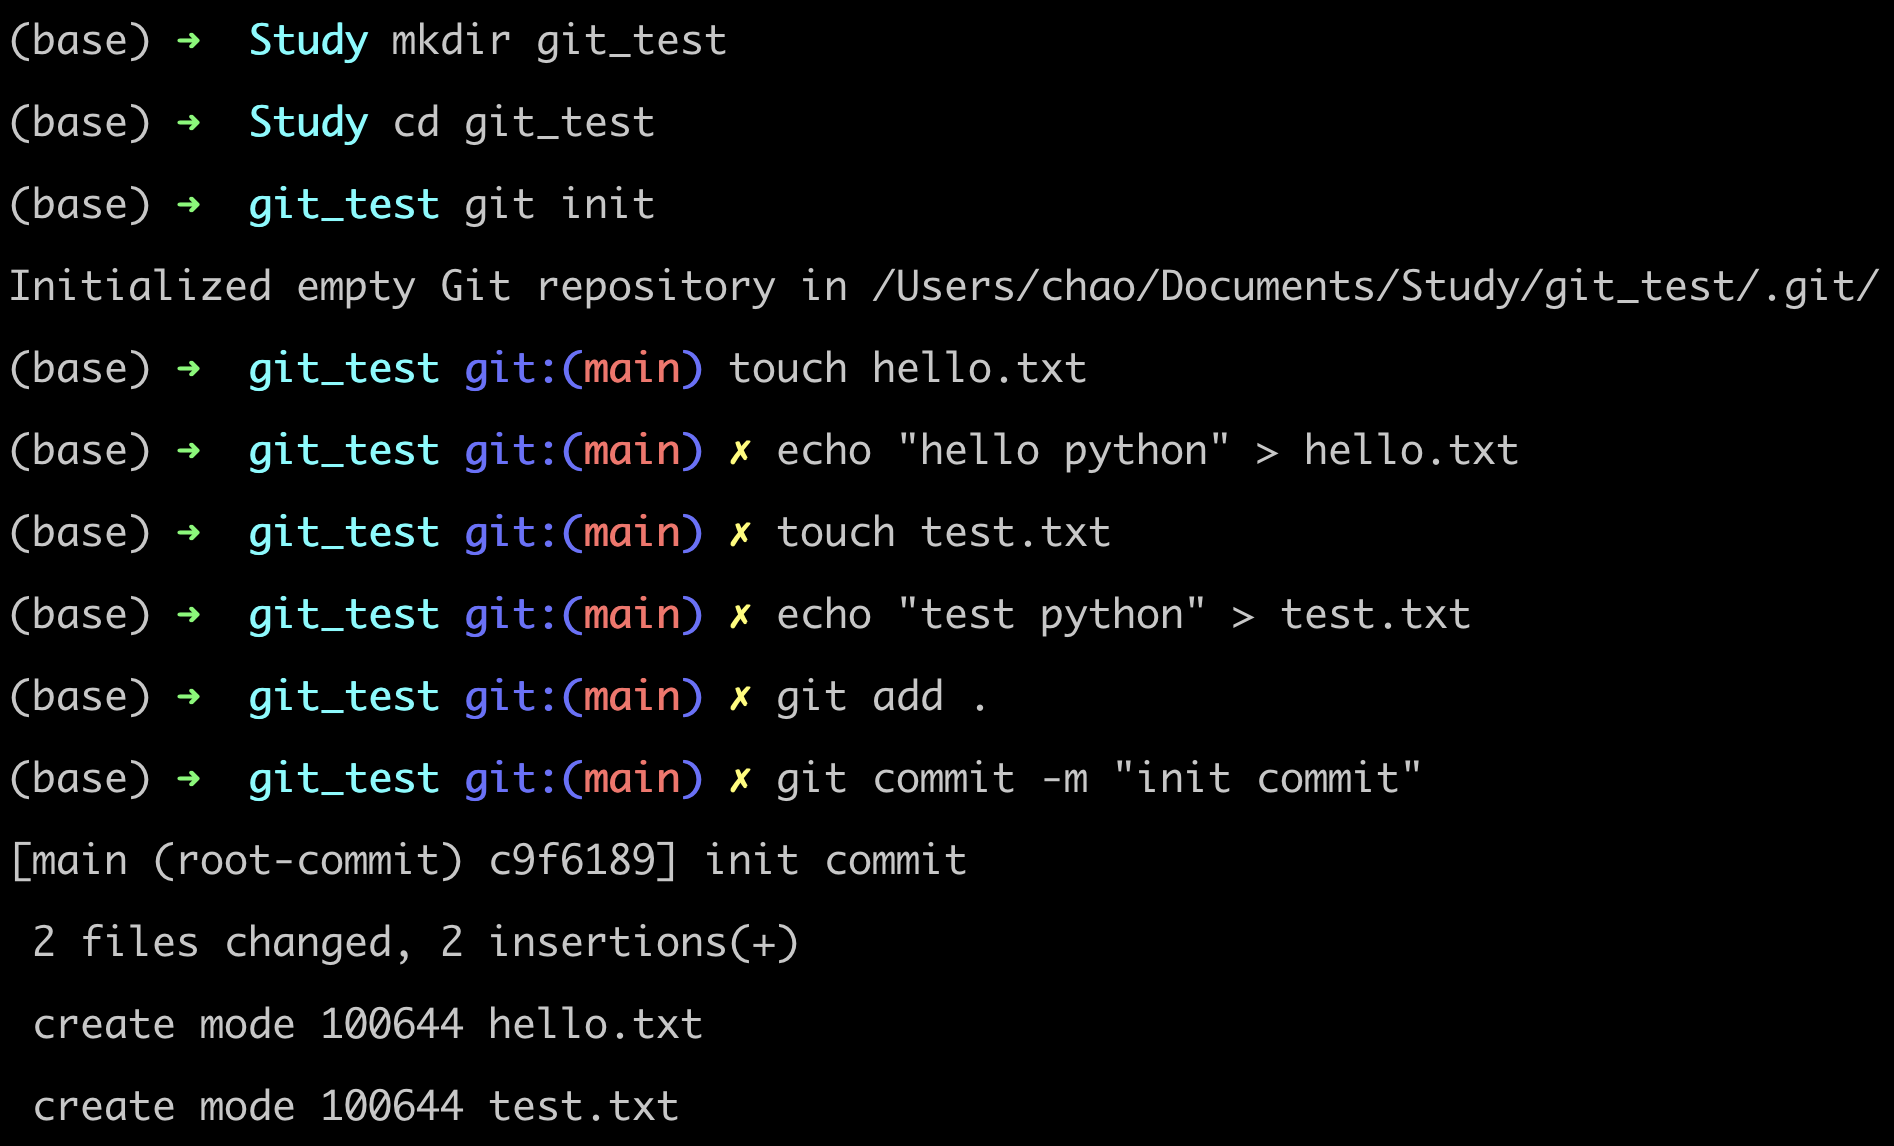 (base) ➜  Study mkdir git_test
(base) ➜  Study cd git_test
(base) ➜  git_test git init
Initialized empty Git repository in /Users/chao/Documents/Study/git_test/.git/
(base) ➜  git_test git:(main) touch hello.txt
(base) ➜  git_test git:(main) ✗ echo "hello python" > hello.txt
(base) ➜  git_test git:(main) ✗ touch test.txt
(base) ➜  git_test git:(main) ✗ echo "test python" > test.txt
(base) ➜  git_test git:(main) ✗ git add .
(base) ➜  git_test git:(main) ✗ git commit -m "init commit"
[main (root-commit) c9f6189] init commit
 2 files changed, 2 insertions(+)
 create mode 100644 hello.txt
 create mode 100644 test.txt